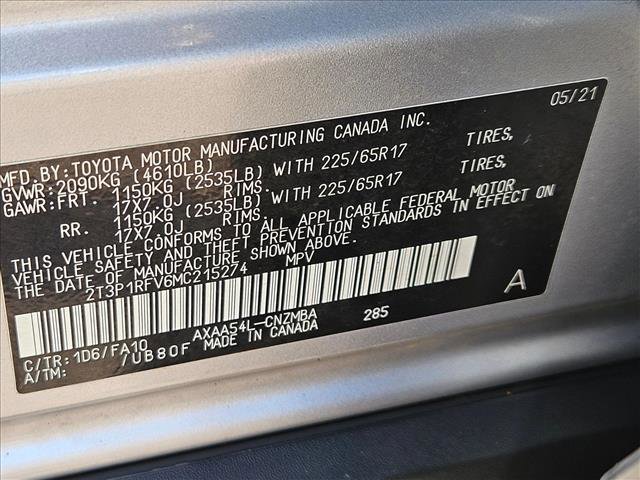 05/21
MFD.BY:TOYOTA MOTOR MANUFACTURING CANADA INC.
GVWR:2090KG (4610LB)
GAWR:FRT. 1150KG (2535LB) WITH 225/65R17 TIRES,
17X7.0J RIMS.
RR. 1150KG (2535LB) WITH 225/65R17 TIRES,
17X7.0J RIMS.
THIS VEHICLE CONFORMS TO ALL APPLICABLE FEDERAL MOTOR
VEHICLE SAFETY AND THEFT PREVENTION STANDARDS IN EFFECT ON
THE DATE OF MANUFACTURE SHOWN ABOVE.
2T3P1RFV6MC215274 MPV
A
C/TR:1D6/FA10 AXAA54L-CNZMBA 285
A/TM: /UB80F MADE IN CANADA